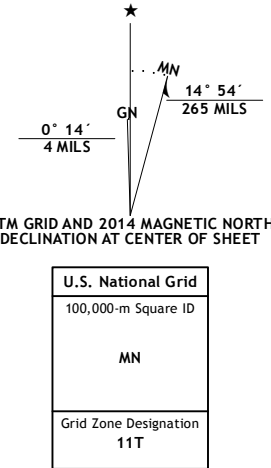 ★
MN
GN
14° 54´
265 MILS
0° 14´
4 MILS
TM GRID AND 2014 MAGNETIC NORTH
DECLINATION AT CENTER OF SHEET
U.S. National Grid
100,000-m Square ID
MN
Grid Zone Designation
11T